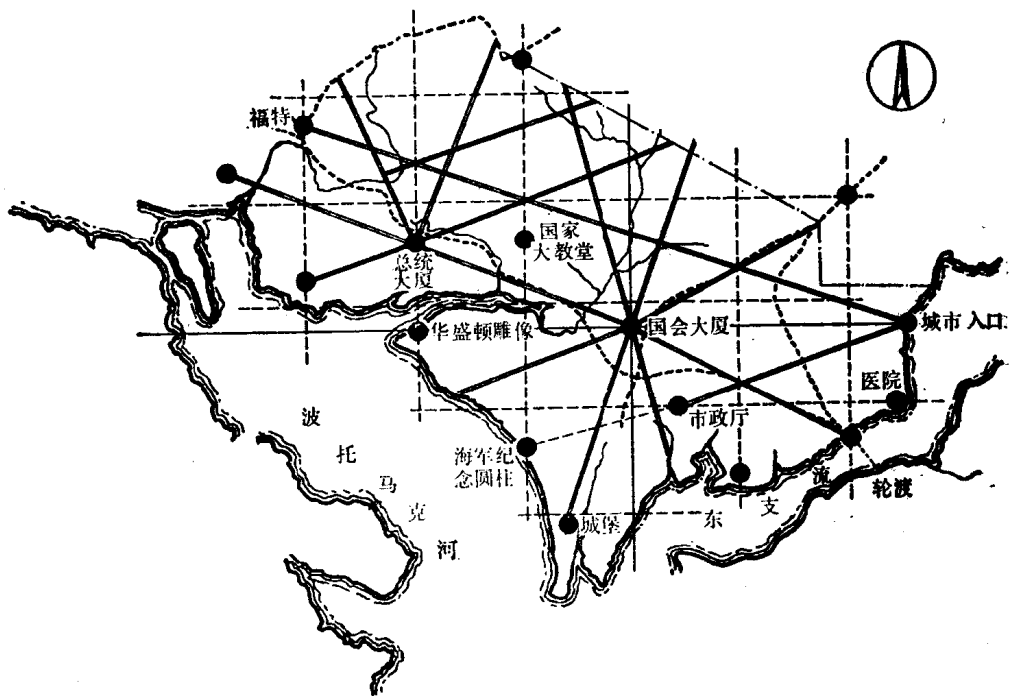 福特
国家
大教堂
总统
大厦
华盛顿雕像
国会大厦
城市入口
医院
市政厅
海军纪
念圆柱
城堡
轮渡
波托马克河
东支流